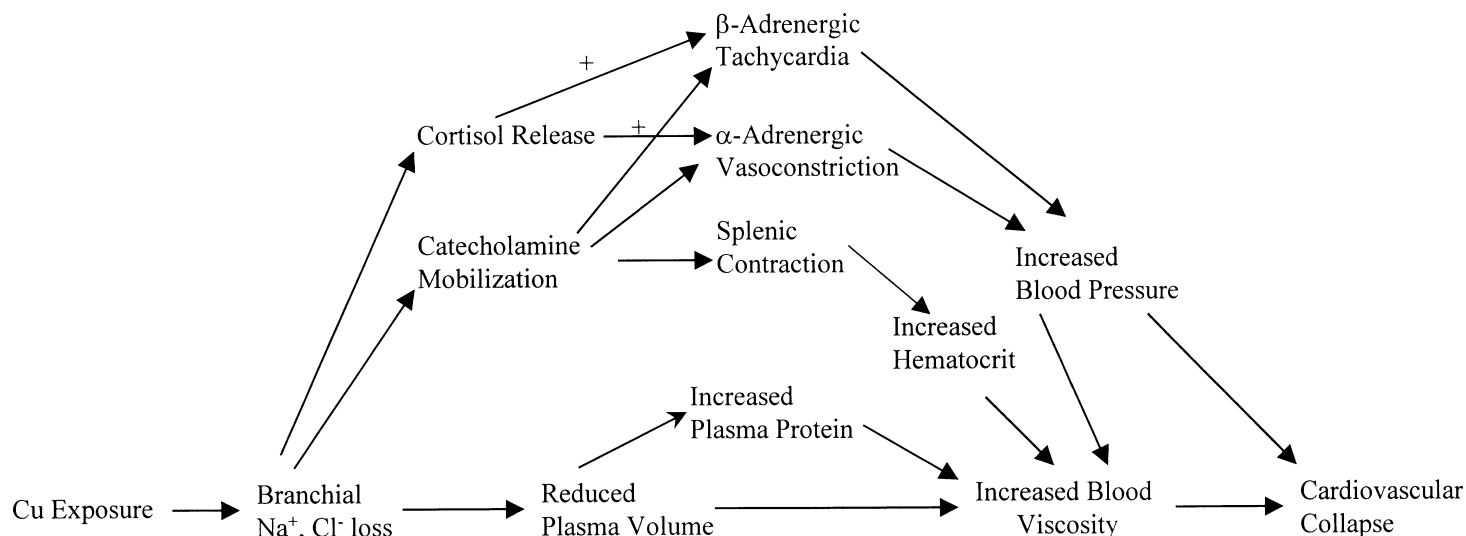 β-Adrenergic
Tachycardia
+
Cortisol Release
+
α-Adrenergic
Vasoconstriction
Catecholamine
Mobilization
Splenic
Contraction
Increased
Blood Pressure
Increased
Hematocrit
Increased
Plasma Protein
Cu Exposure
Branchial
Na⁺, Cl⁻ loss
Reduced
Plasma Volume
Increased Blood
Viscosity
Cardiovascular
Collapse